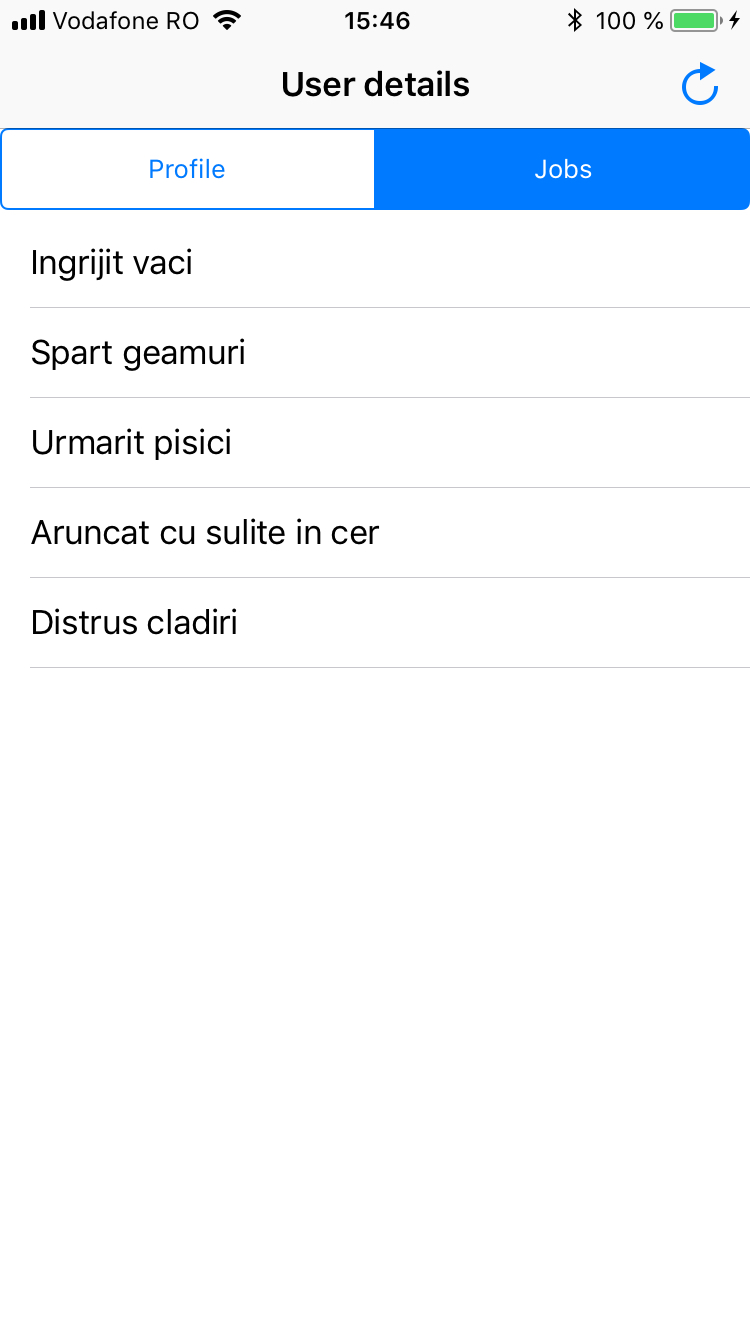 Vodafone RO 15:46 100 %
User details
Profile Jobs
Ingrijit vaci
Spart geamuri
Urmarit pisici
Aruncat cu sulite in cer
Distrus cladiri